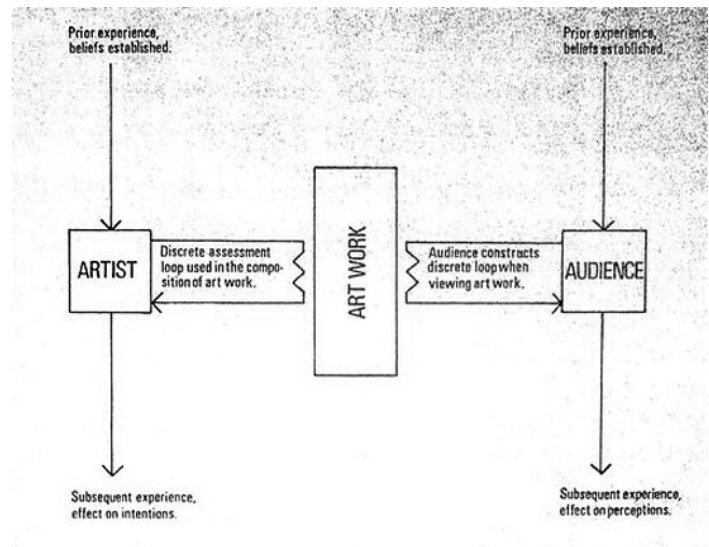 Prior experience,
beliefs established.
Prior experience,
beliefs established.
ARTIST
Discrete assessment
loop used in the compo-
sition of art work.
ART WORK
Audience constructs
discrete loop when
viewing art work.
AUDIENCE
Subsequent experience,
effect on intentions.
Subsequent experience,
effect on perceptions.